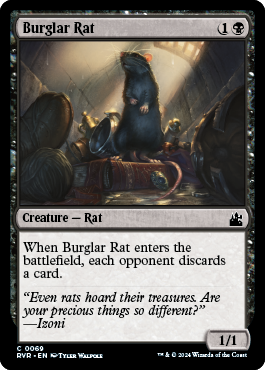 Burglar Rat 1
Creature — Rat
When Burglar Rat enters the
battlefield, each opponent discards
a card.
“Even rats hoard their treasures. Are
your precious things so different?”
—Izoni
1/1
C 0069
RVR • EN Tyler Walpole
™ & © 2024 Wizards of the Coast